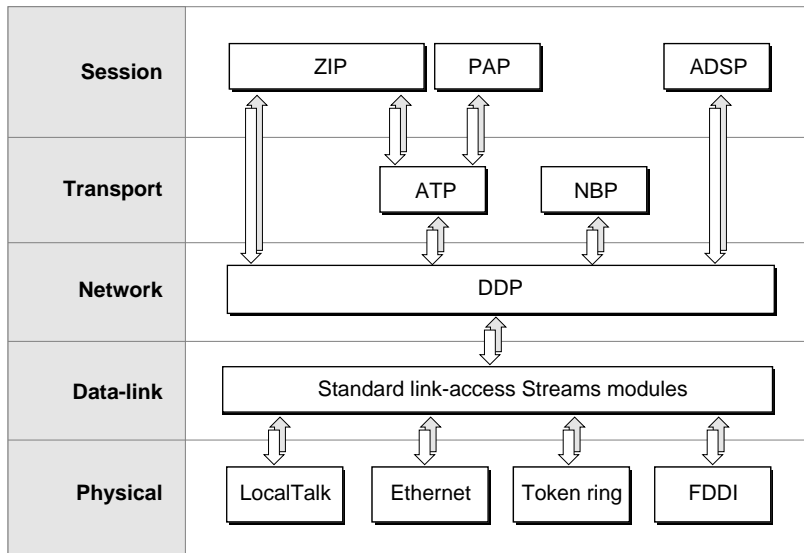 Session
ZIP
PAP
ADSP
Transport
ATP
NBP
Network
DDP
Data-link
Standard link-access Streams modules
Physical
LocalTalk
Ethernet
Token ring
FDDI